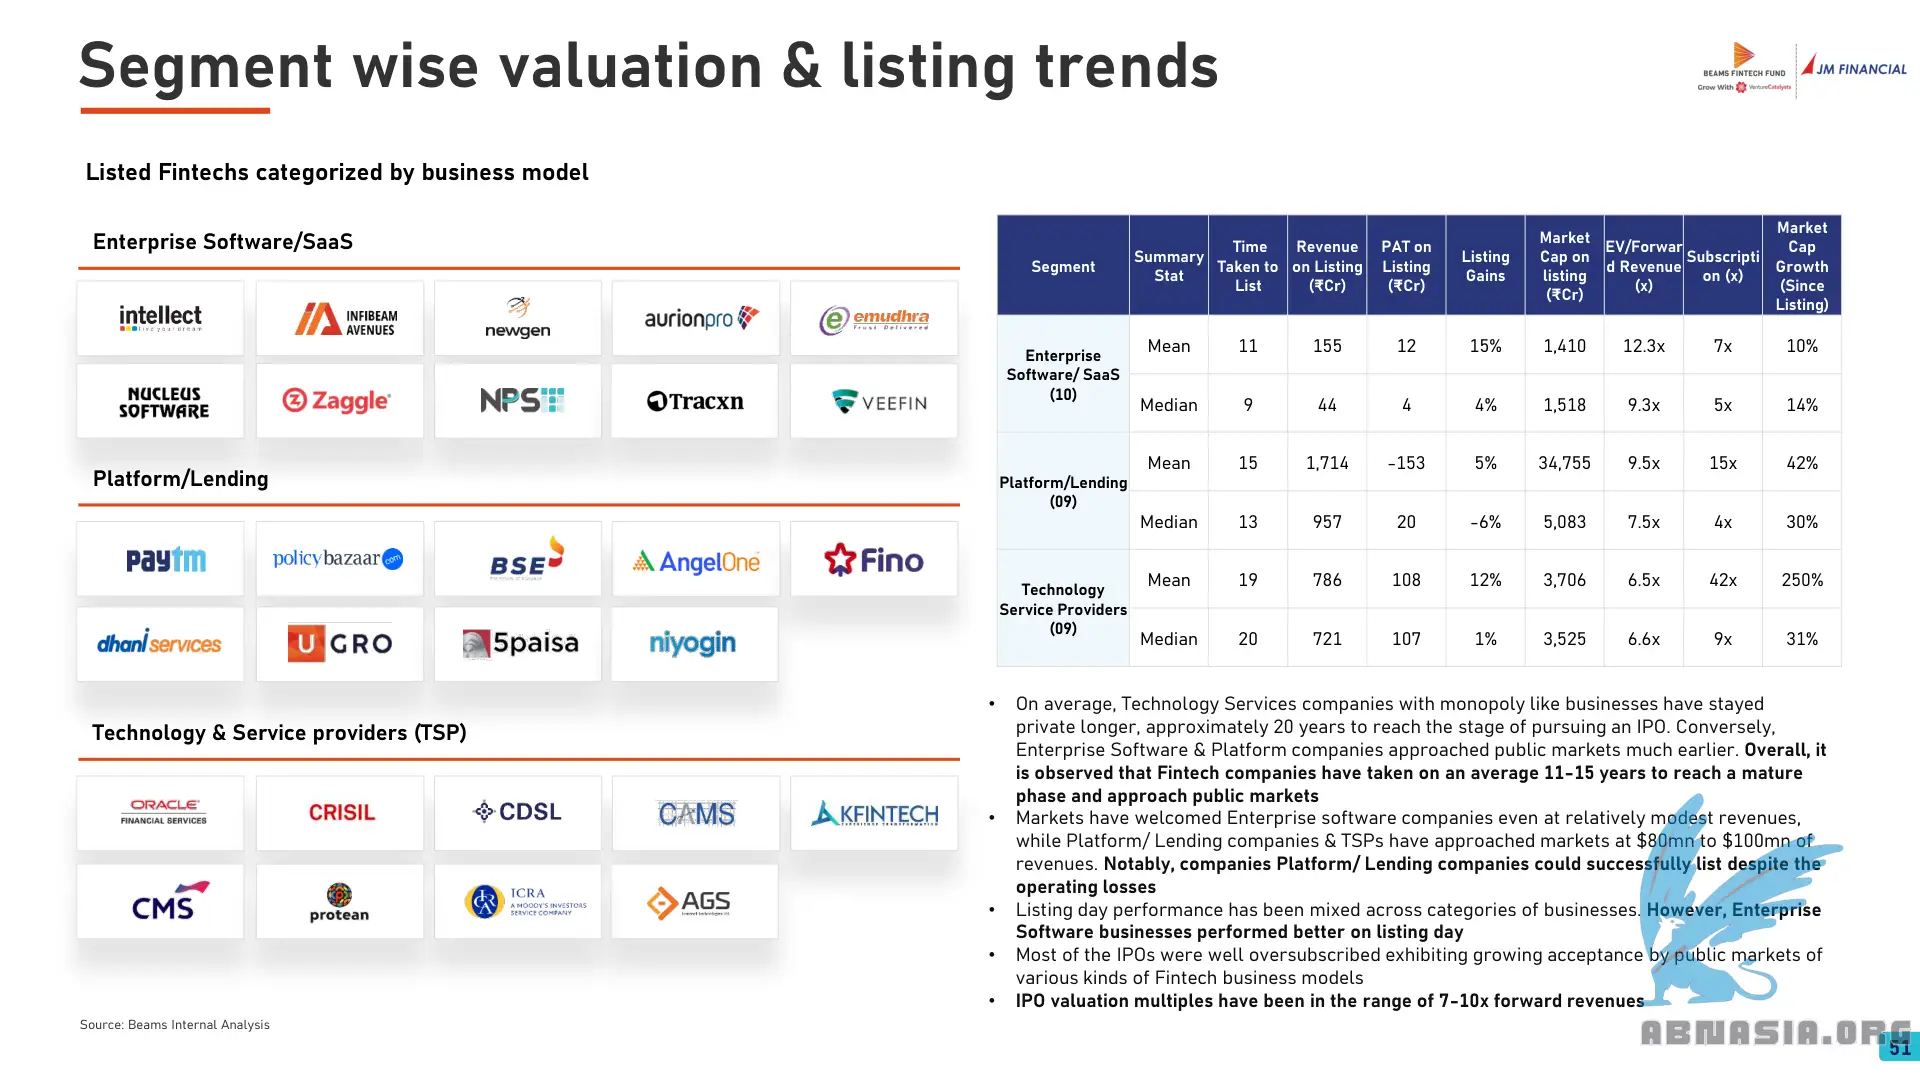 Segment wise valuation & listing trends
BEAMS FINTECH FUND
Grow With VentureCatalysts
JM FINANCIAL
Listed Fintechs categorized by business model
Enterprise Software/SaaS
intellect
INFIBEAM AVENUES
newgen
aurionpro
emudhra
Trust Delivered
NUCLEUS SOFTWARE
Zaggle
NPS
Tracxn
VEEFIN
Platform/Lending
paytm
policybazaar.com
BSE
AngelOne
Fino
dhani services
U GRO
5paisa
niyogin
Technology & Service providers (TSP)
ORACLE FINANCIAL SERVICES
CRISIL
CDSL
CAMS
KFINTECH
EXPERIENCE TRANSFORMATION
CMS
protean
ICRA
A MOODY'S INVESTORS SERVICE COMPANY
AGS
Source: Beams Internal Analysis
Segment | Summary Stat | Time Taken to List | Revenue on Listing (₹Cr) | PAT on Listing (₹Cr) | Listing Gains | Market Cap on listing (₹Cr) | EV/Forward Revenue (x) | Subscription (x) | Market Cap Growth (Since Listing)
Enterprise Software/ SaaS (10) | Mean | 11 | 155 | 12 | 15% | 1,410 | 12.3x | 7x | 10%
Median | 9 | 44 | 4 | 4% | 1,518 | 9.3x | 5x | 14%
Platform/Lending (09) | Mean | 15 | 1,714 | -153 | 5% | 34,755 | 9.5x | 15x | 42%
Median | 13 | 957 | 20 | -6% | 5,083 | 7.5x | 4x | 30%
Technology Service Providers (09) | Mean | 19 | 786 | 108 | 12% | 3,706 | 6.5x | 42x | 250%
Median | 20 | 721 | 107 | 1% | 3,525 | 6.6x | 9x | 31%
• On average, Technology Services companies with monopoly like businesses have stayed
private longer, approximately 20 years to reach the stage of pursuing an IPO. Conversely,
Enterprise Software & Platform companies approached public markets much earlier. Overall, it
is observed that Fintech companies have taken on an average 11-15 years to reach a mature
phase and approach public markets
• Markets have welcomed Enterprise software companies even at relatively modest revenues,
while Platform/ Lending companies & TSPs have approached markets at $80mn to $100mn of
revenues. Notably, companies Platform/ Lending companies could successfully list despite the
operating losses
• Listing day performance has been mixed across categories of businesses. However, Enterprise
Software businesses performed better on listing day
• Most of the IPOs were well oversubscribed exhibiting growing acceptance by public markets of
various kinds of Fintech business models
• IPO valuation multiples have been in the range of 7-10x forward revenues
ABNASIA.ORG
51